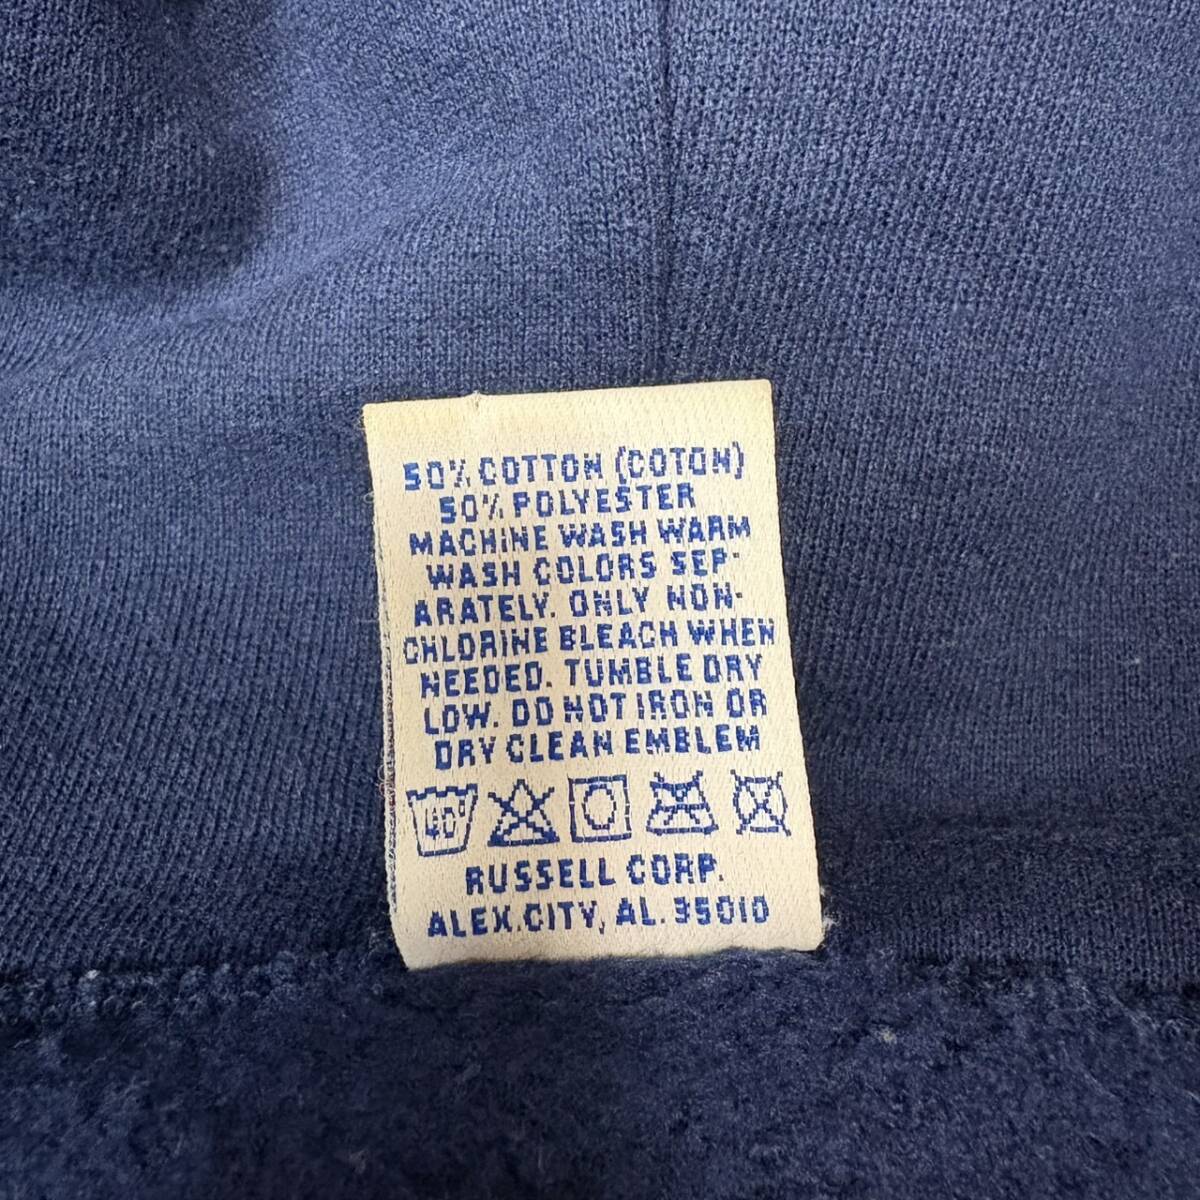 50% COTTON (COTON)
50% POLYESTER
MACHINE WASH WARM
WASH COLORS SEP-
ARATELY. ONLY NON-
CHLORINE BLEACH WHEN
NEEDED. TUMBLE DRY
LOW. DO NOT IRON OR
DRY CLEAN EMBLEM
40°
RUSSELL CORP.
ALEX.CITY, AL. 35010